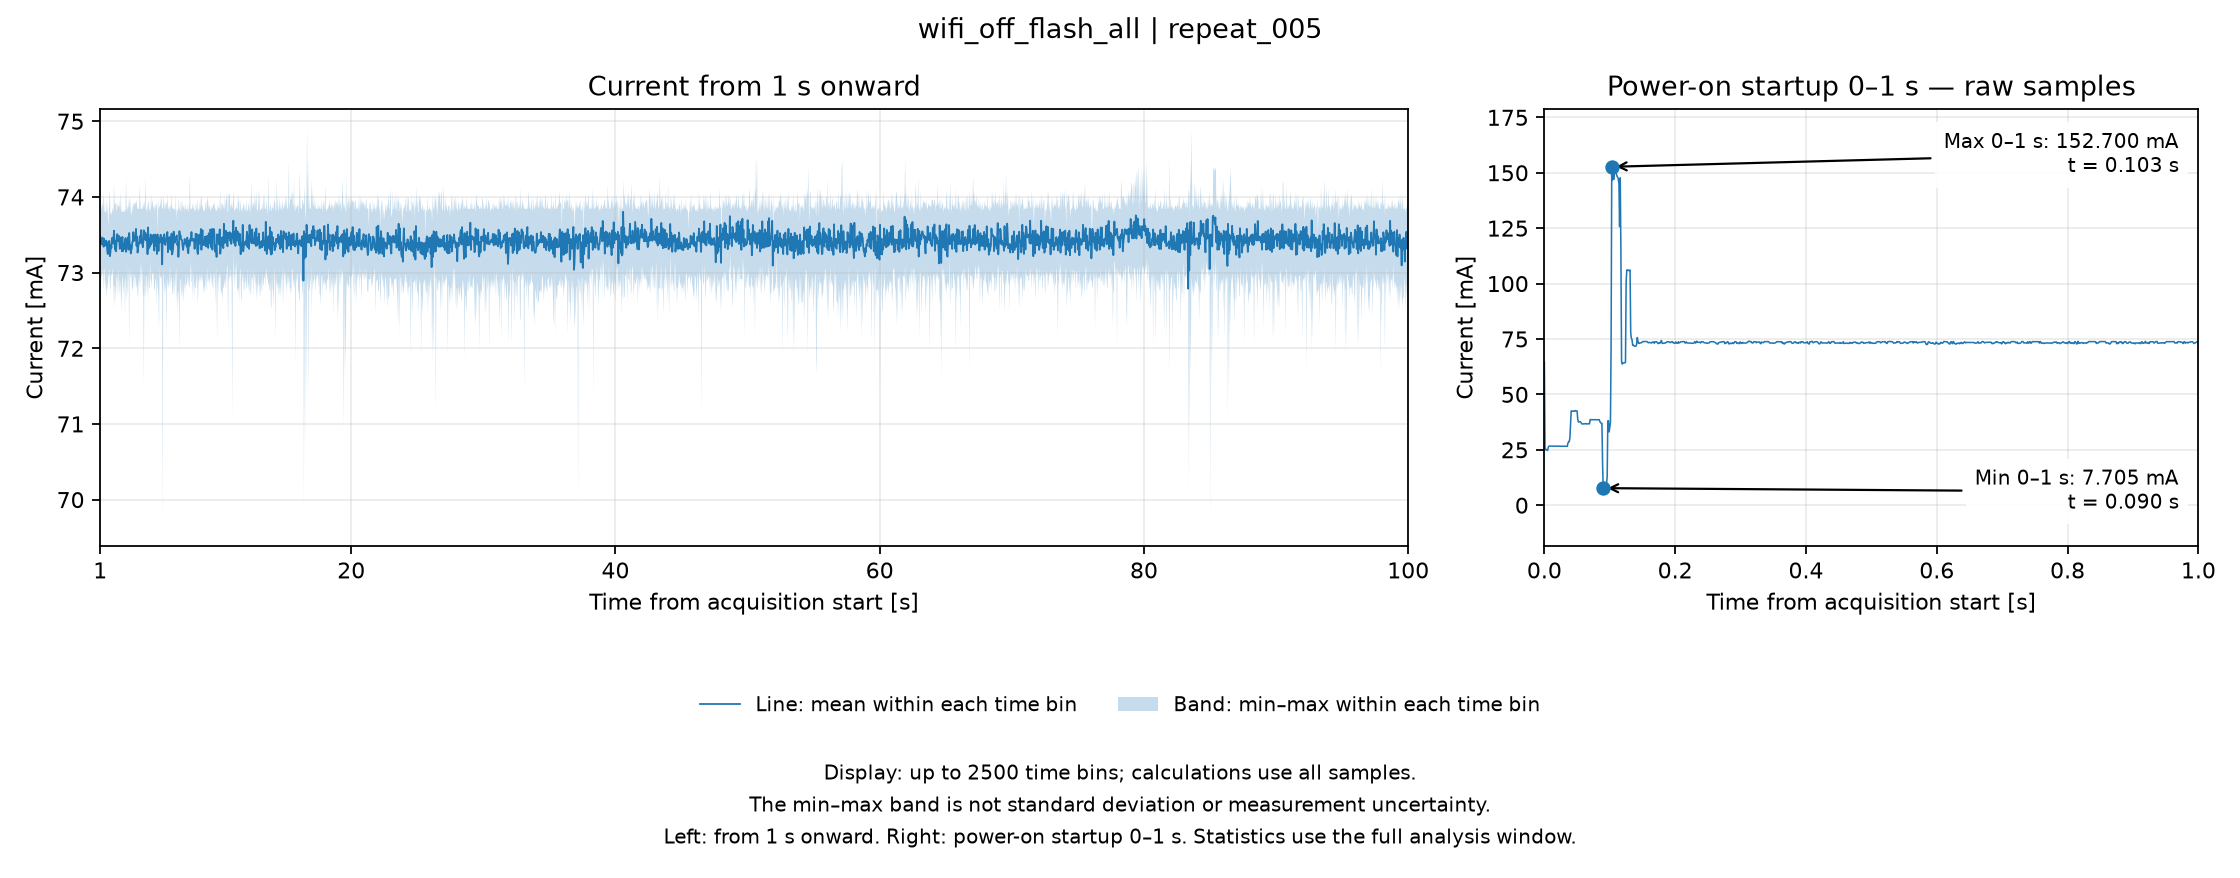 wifi_off_flash_all | repeat_005
Current from 1 s onward
75
74
73
72
71
70
Current [mA]
1
20
40
60
80
100
Time from acquisition start [s]
Power-on startup 0–1 s — raw samples
175
150
125
100
75
50
25
0
Current [mA]
Max 0–1 s: 152.700 mA
t = 0.103 s
Min 0–1 s: 7.705 mA
t = 0.090 s
0.0
0.2
0.4
0.6
0.8
1.0
Time from acquisition start [s]
Line: mean within each time bin
Band: min–max within each time bin
Display: up to 2500 time bins; calculations use all samples.
The min–max band is not standard deviation or measurement uncertainty.
Left: from 1 s onward. Right: power-on startup 0–1 s. Statistics use the full analysis window.